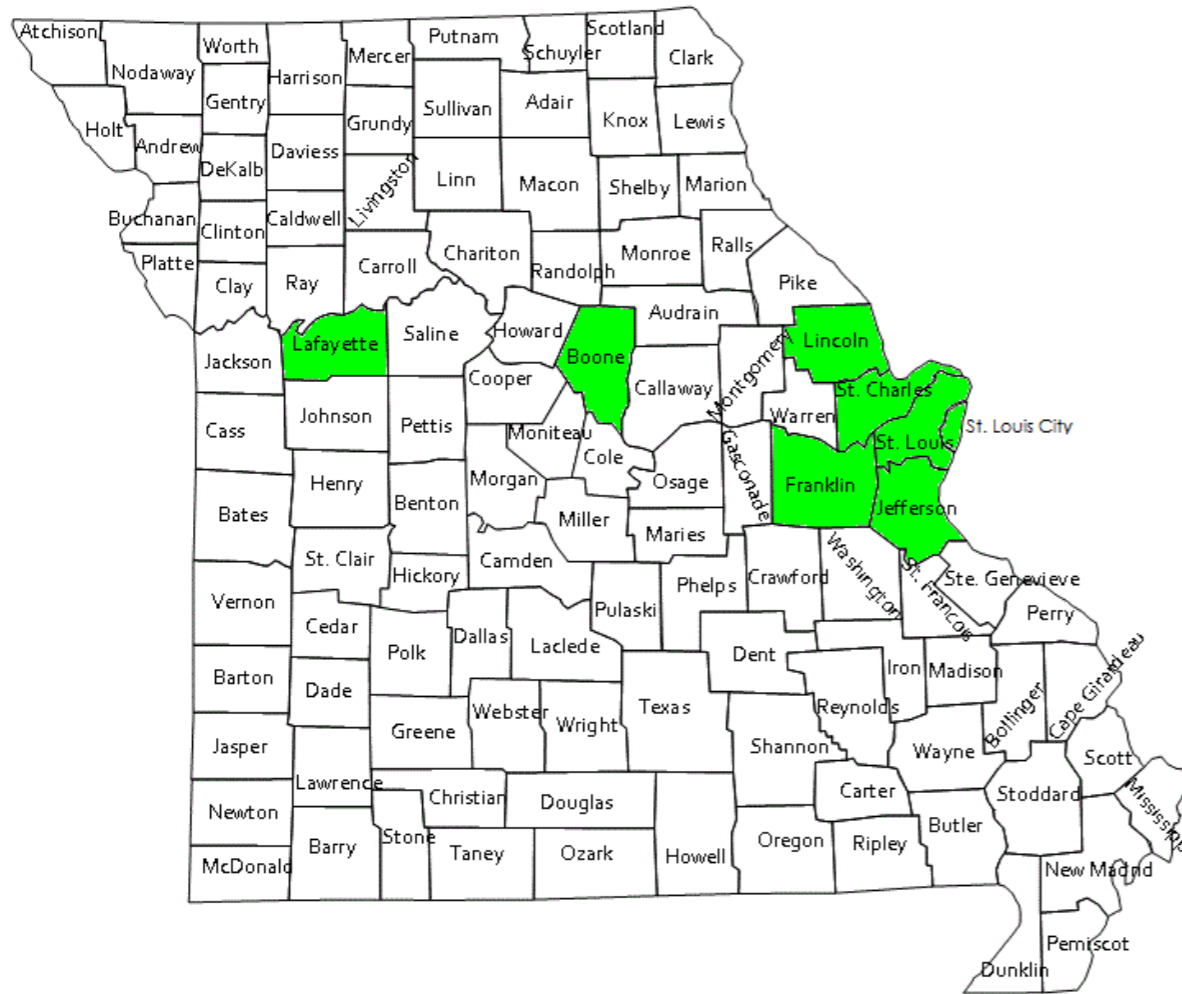 Atchison
Nodaway
Worth
Harrison
Mercer
Putnam
Schuyler
Scotland
Clark
Holt
Andrew
Gentry
DeKalb
Daviess
Grundy
Sullivan
Adair
Knox
Lewis
Buchanan
Clinton
Caldwell
Livingston
Linn
Macon
Shelby
Marion
Platte
Clay
Ray
Carroll
Chariton
Randolph
Monroe
Ralls
Pike
Jackson
Lafayette
Saline
Howard
Boone
Audrain
Callaway
Montgomery
Lincoln
Warren
St. Charles
St. Louis
St. Louis City
Cass
Johnson
Pettis
Cooper
Moniteau
Cole
Osage
Gasconade
Franklin
Jefferson
Bates
Henry
Benton
Morgan
Miller
Maries
Vernon
St. Clair
Hickory
Camden
Pulaski
Phelps
Crawford
Washington
St. Francois
Ste. Genevieve
Perry
Barton
Cedar
Polk
Dallas
Laclede
Dent
Iron
Madison
Bollinger
Cape Girardeau
Jasper
Dade
Greene
Webster
Wright
Texas
Shannon
Reynolds
Wayne
Scott
Newton
Lawrence
Christian
Douglas
Carter
Stoddard
Mississipp
McDonald
Barry
Stone
Taney
Ozark
Howell
Oregon
Ripley
Butler
New Madrid
Dunklin
Pemiscot